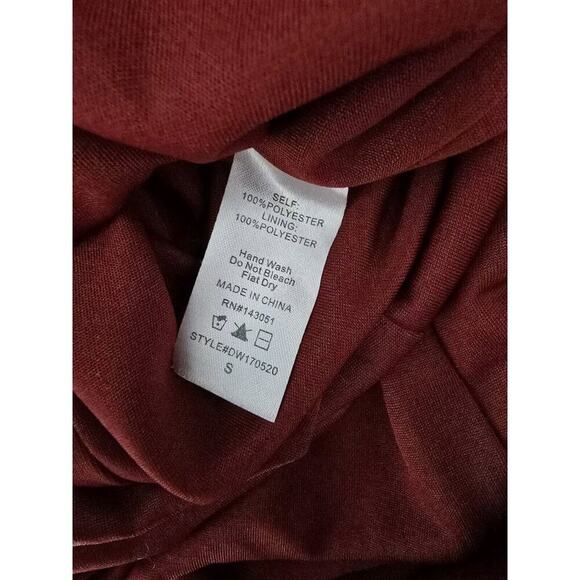 SELF:
100%POLYESTER
LINING:
100%POLYESTER
Hand Wash
Do Not Bleach
Flat Dry
MADE IN CHINA
RN#143051
STYLE#DW170520
S